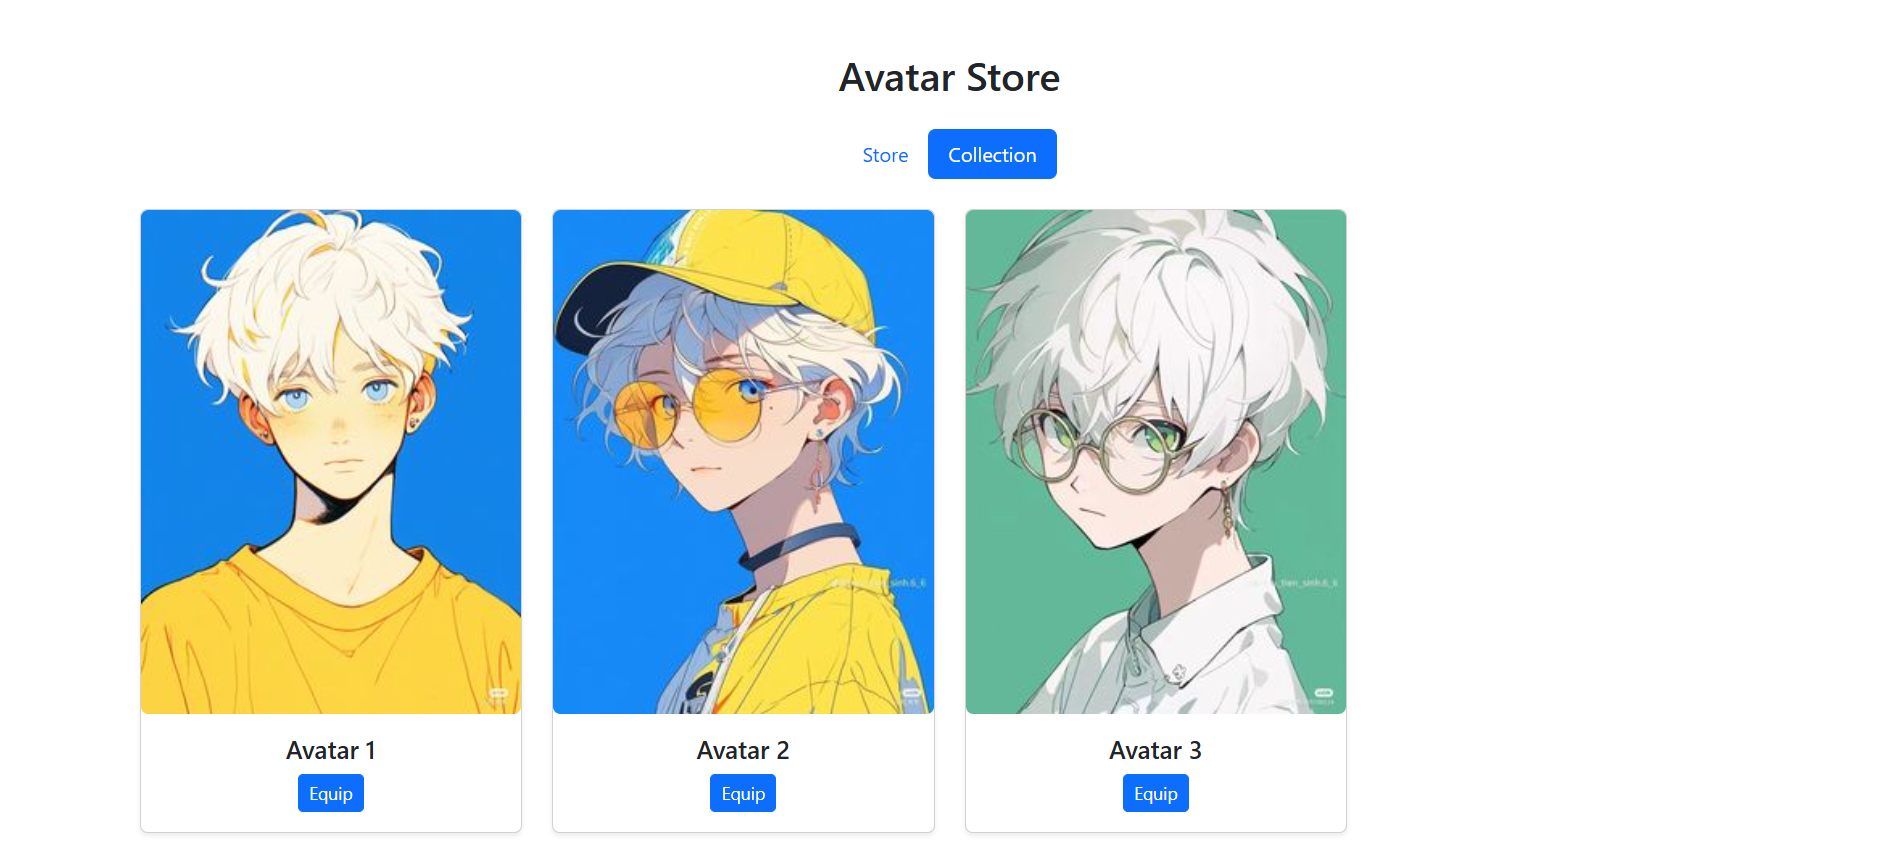 Avatar Store
Store
Collection
Avatar 1
Equip
Avatar 2
Equip
Avatar 3
Equip